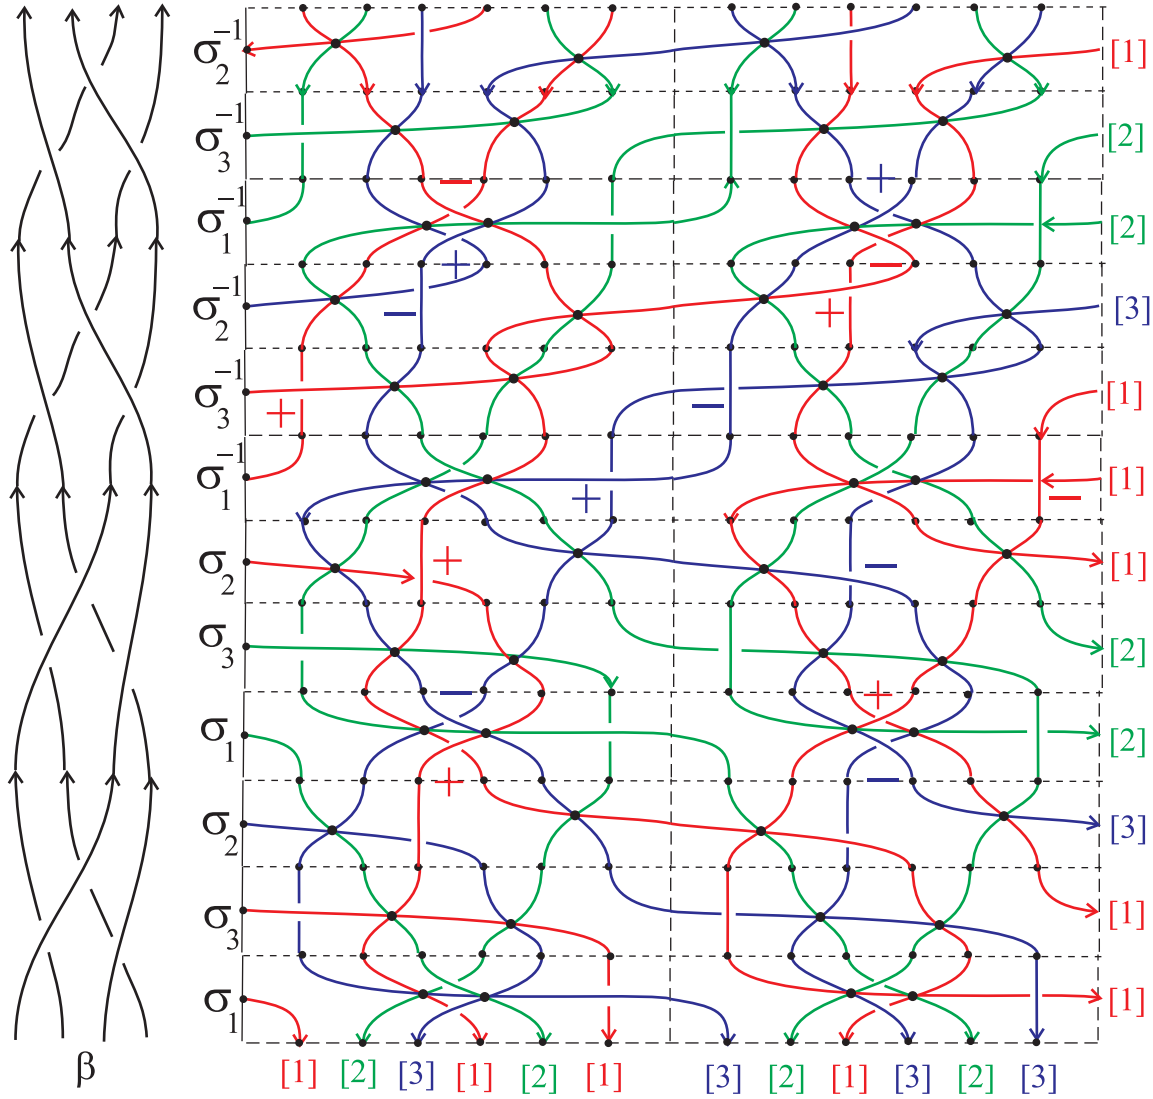 σ₂⁻¹ [1]
σ₃⁻¹ [2]
− +
σ₁⁻¹ [2]
+ −
σ₂⁻¹ − + [3]
σ₃⁻¹ + − [1]
σ₁⁻¹ + [1] −
σ₂ + − [1]
σ₃ [2]
− +
σ₁ [2]
+ −
σ₂ [3]
σ₃ [1]
σ₁ [1]
β [1] [2] [3] [1] [2] [1] [3] [2] [1] [3] [2] [3]